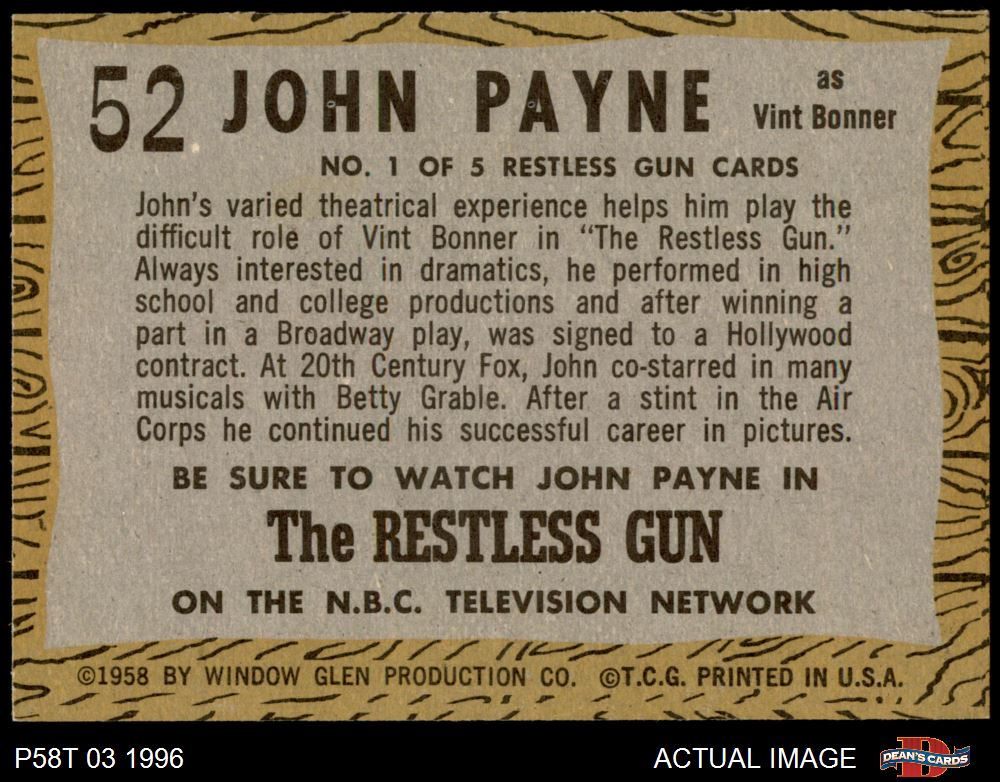 52 JOHN PAYNE as
Vint Bonner
NO. 1 OF 5 RESTLESS GUN CARDS
John's varied theatrical experience helps him play the
difficult role of Vint Bonner in "The Restless Gun."
Always interested in dramatics, he performed in high
school and college productions and after winning a
part in a Broadway play, was signed to a Hollywood
contract. At 20th Century Fox, John co-starred in many
musicals with Betty Grable. After a stint in the Air
Corps he continued his successful career in pictures.
BE SURE TO WATCH JOHN PAYNE IN
The RESTLESS GUN
ON THE N.B.C. TELEVISION NETWORK
©1958 BY WINDOW GLEN PRODUCTION CO. ©T.C.G. PRINTED IN U.S.A.
P58T 03 1996 ACTUAL IMAGE DEAN'S CARDS